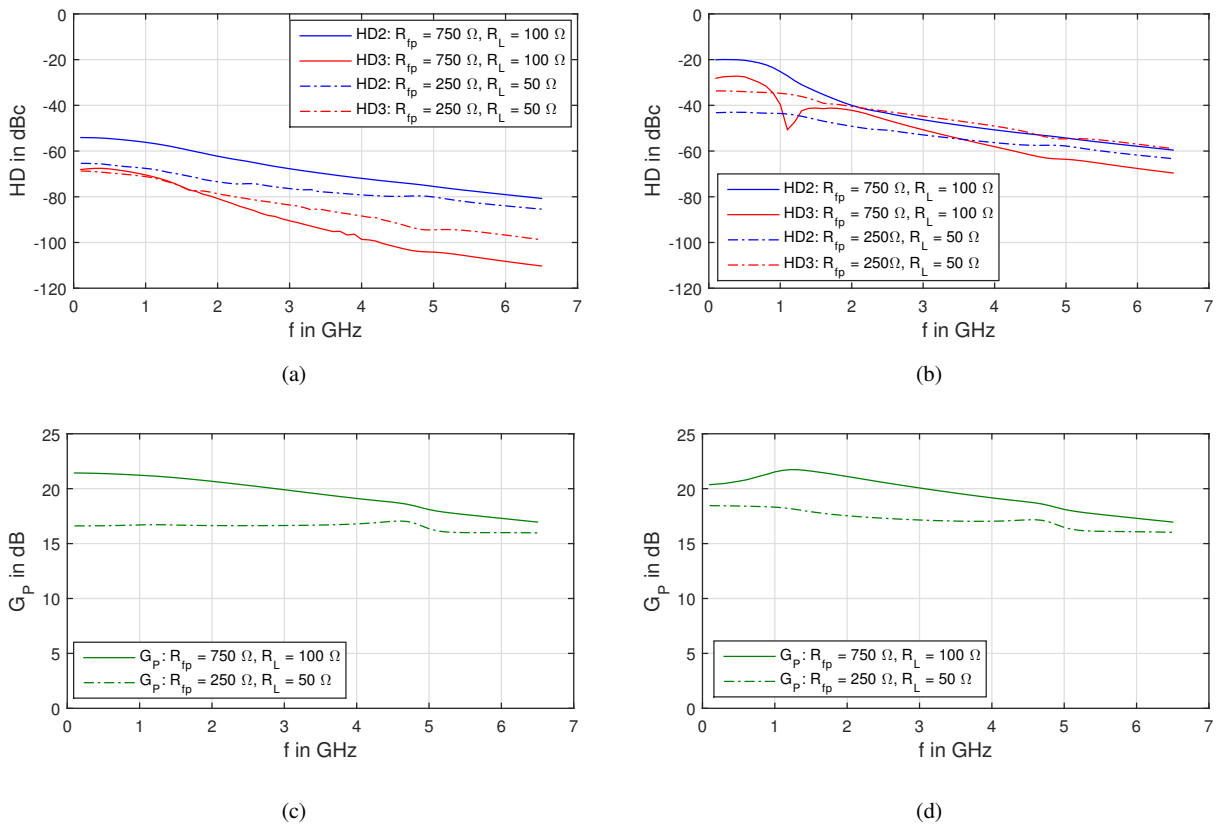 0
-20
-40
-60
-80
-100
-120
HD in dBc
HD2: R_fp = 750 Ω, R_L = 100 Ω
HD3: R_fp = 750 Ω, R_L = 100 Ω
HD2: R_fp = 250 Ω, R_L = 50 Ω
HD3: R_fp = 250 Ω, R_L = 50 Ω
0 1 2 3 4 5 6 7
f in GHz
(a)
0
-20
-40
-60
-80
-100
-120
HD in dBc
HD2: R_fp = 750 Ω, R_L = 100 Ω
HD3: R_fp = 750 Ω, R_L = 100 Ω
HD2: R_fp = 250Ω, R_L = 50 Ω
HD3: R_fp = 250Ω, R_L = 50 Ω
0 1 2 3 4 5 6 7
f in GHz
(b)
25
20
15
10
5
0
G_P in dB
G_P: R_fp = 750 Ω, R_L = 100 Ω
G_P: R_fp = 250 Ω, R_L = 50 Ω
0 1 2 3 4 5 6 7
f in GHz
(c)
25
20
15
10
5
0
G_P in dB
G_P: R_fp = 750 Ω, R_L = 100 Ω
G_P: R_fp = 250 Ω, R_L = 50 Ω
0 1 2 3 4 5 6 7
f in GHz
(d)